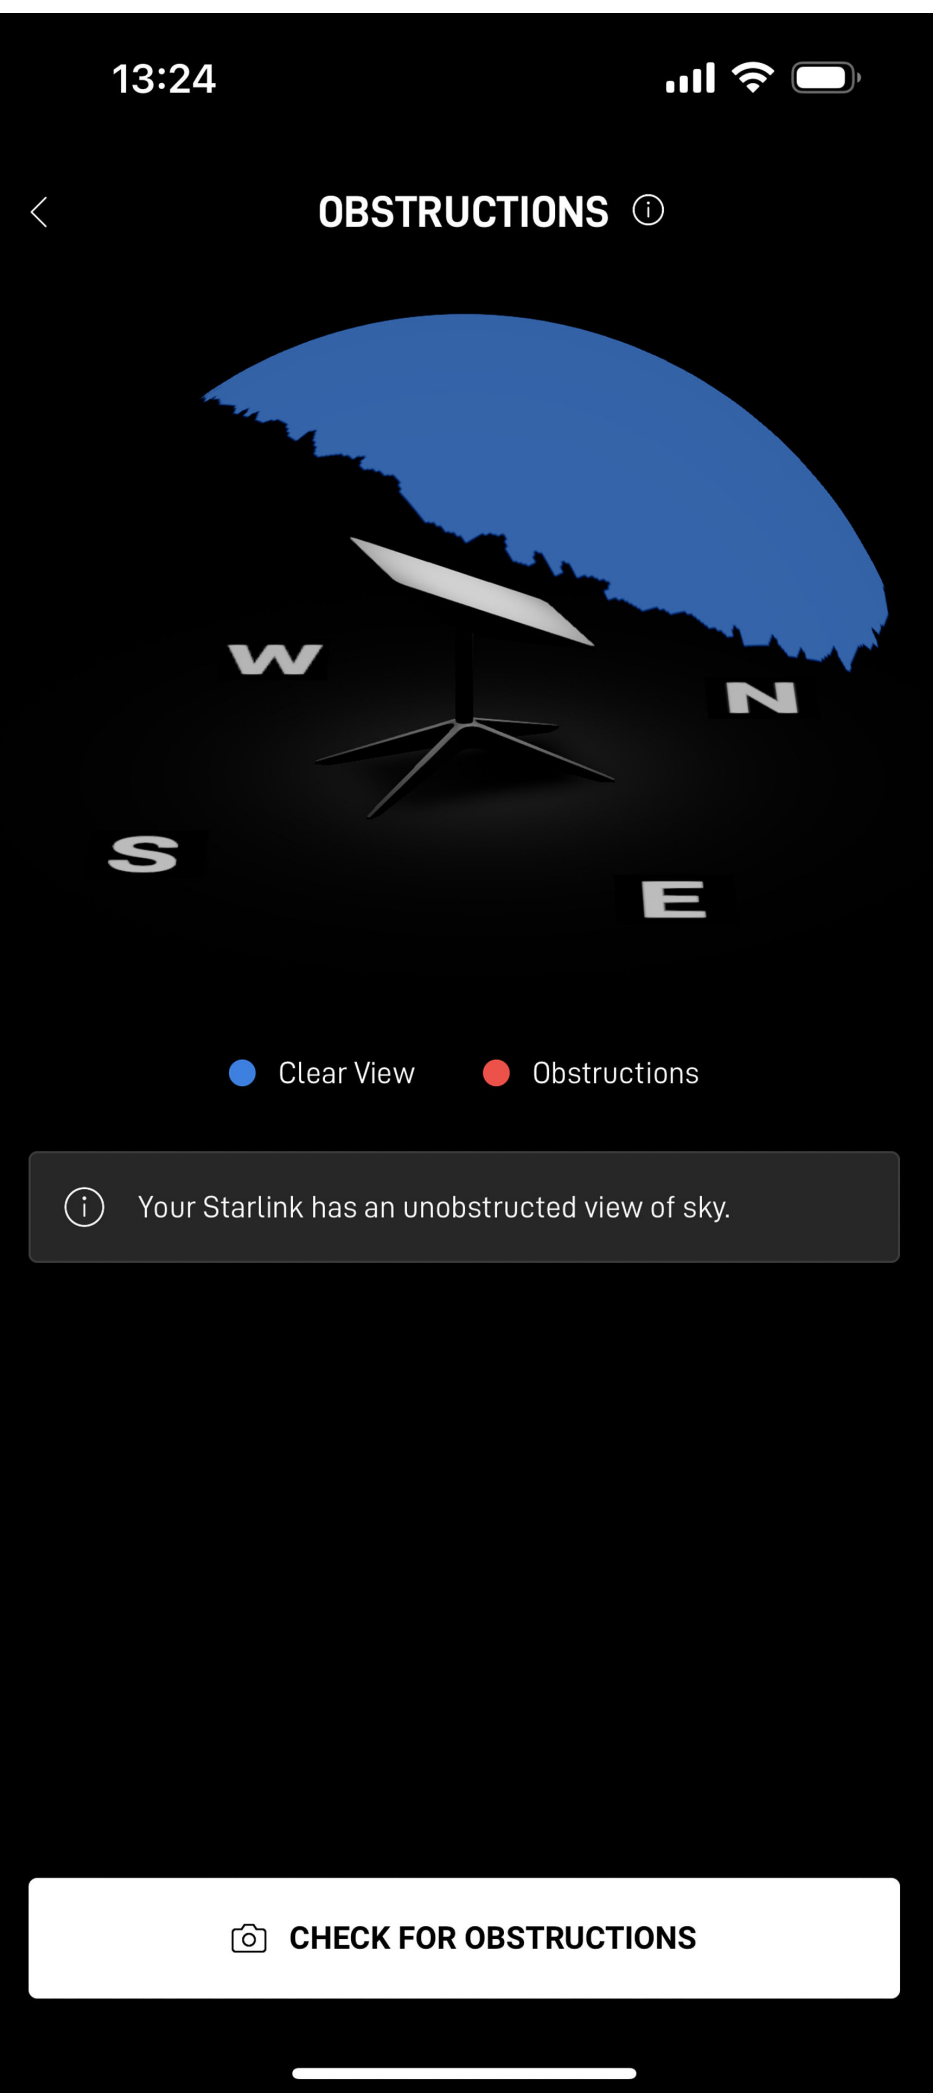 13:24
OBSTRUCTIONS
W
N
S
E
Clear View
Obstructions
Your Starlink has an unobstructed view of sky.
CHECK FOR OBSTRUCTIONS